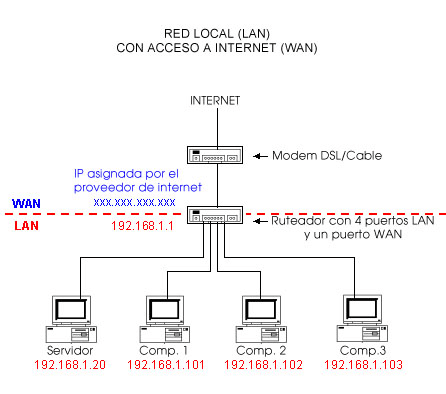 RED LOCAL (LAN)
CON ACCESO A INTERNET (WAN)
INTERNET
Modem DSL/Cable
IP asignada por el
proveedor de internet
xxx.xxx.xxx.xxx
WAN
LAN
192.168.1.1
Ruteador con 4 puertos LAN
y un puerto WAN
Servidor
Comp. 1
Comp. 2
Comp.3
192.168.1.20
192.168.1.101
192.168.1.102
192.168.1.103